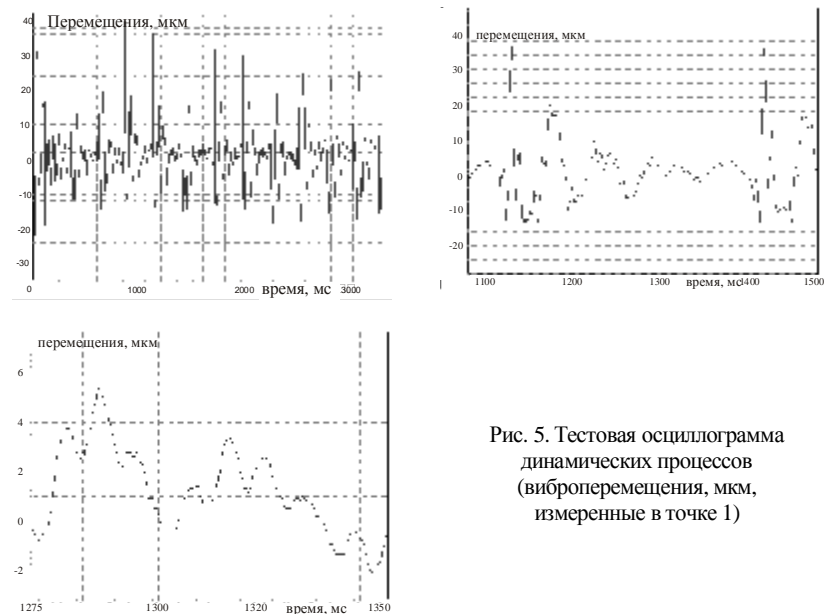 Перемещения, мкм
40
30
20
10
0
-10
-20
-30
0 1000 2000 время, мс 3000
перемещения, мкм
40
30
20
10
0
-10
-20
1100 1200 1300 время, мс 1400 1500
перемещения, мкм
6
4
2
0
-2
1275 1300 1320 время, мс 1350
Рис. 5. Тестовая осциллограмма
динамических процессов
(виброперемещения, мкм,
измеренные в точке 1)